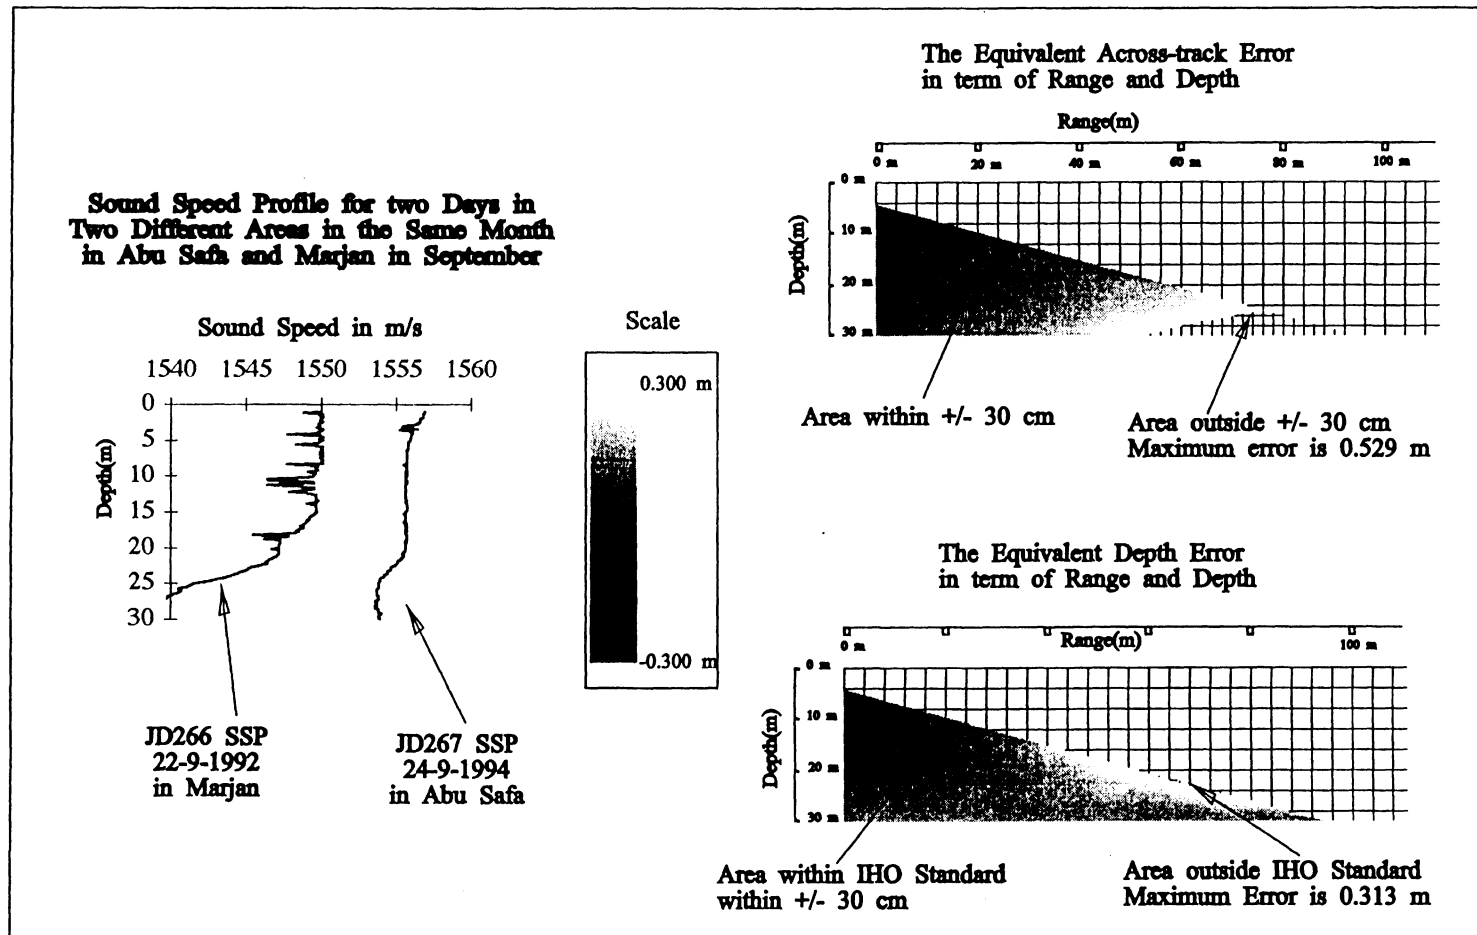 The Equivalent Across-track Error
in term of Range and Depth
Range(m)
0 m 20 m 40 m 60 m 80 m 100 m
Depth(m)
0 m
10 m
20 m
30 m
Area within +/- 30 cm
Area outside +/- 30 cm
Maximum error is 0.529 m
Sound Speed Profile for two Days in
Two Different Areas in the Same Month
in Abu Safa and Marjan in September
Sound Speed in m/s
1540 1545 1550 1555 1560
Depth(m)
0
5
10
15
20
25
30
JD266 SSP
22-9-1992
in Marjan
JD267 SSP
24-9-1994
in Abu Safa
Scale
0.300 m
-0.300 m
The Equivalent Depth Error
in term of Range and Depth
Range(m)
0 m 100 m
Depth(m)
0 m
10 m
20 m
30 m
Area within IHO Standard
within +/- 30 cm
Area outside IHO Standard
Maximum Error is 0.313 m